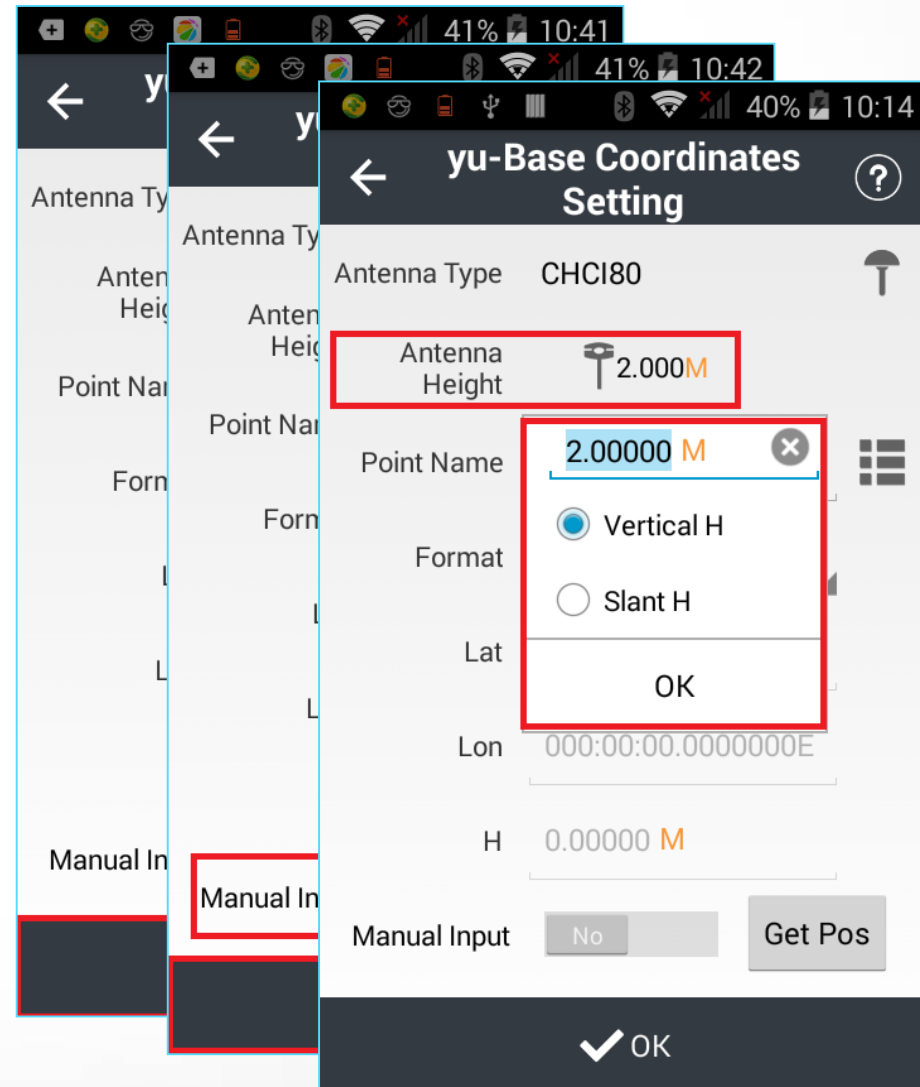 41% 10:41
y
Antenna Ty
Anten
Heig
Point Nar
Form
L
L
Manual In
41% 10:42
y
Antenna Ty
Anten
Heig
Point Nar
Form
L
L
Manual In
40% 10:14
yu-Base Coordinates
Setting
?
Antenna Type CHCI80
Antenna
Height 2.000M
Point Name 2.00000 M
Vertical H
Format
Slant H
Lat
OK
Lon 000:00:00.0000000E
H 0.00000 M
Manual Input No Get Pos
OK